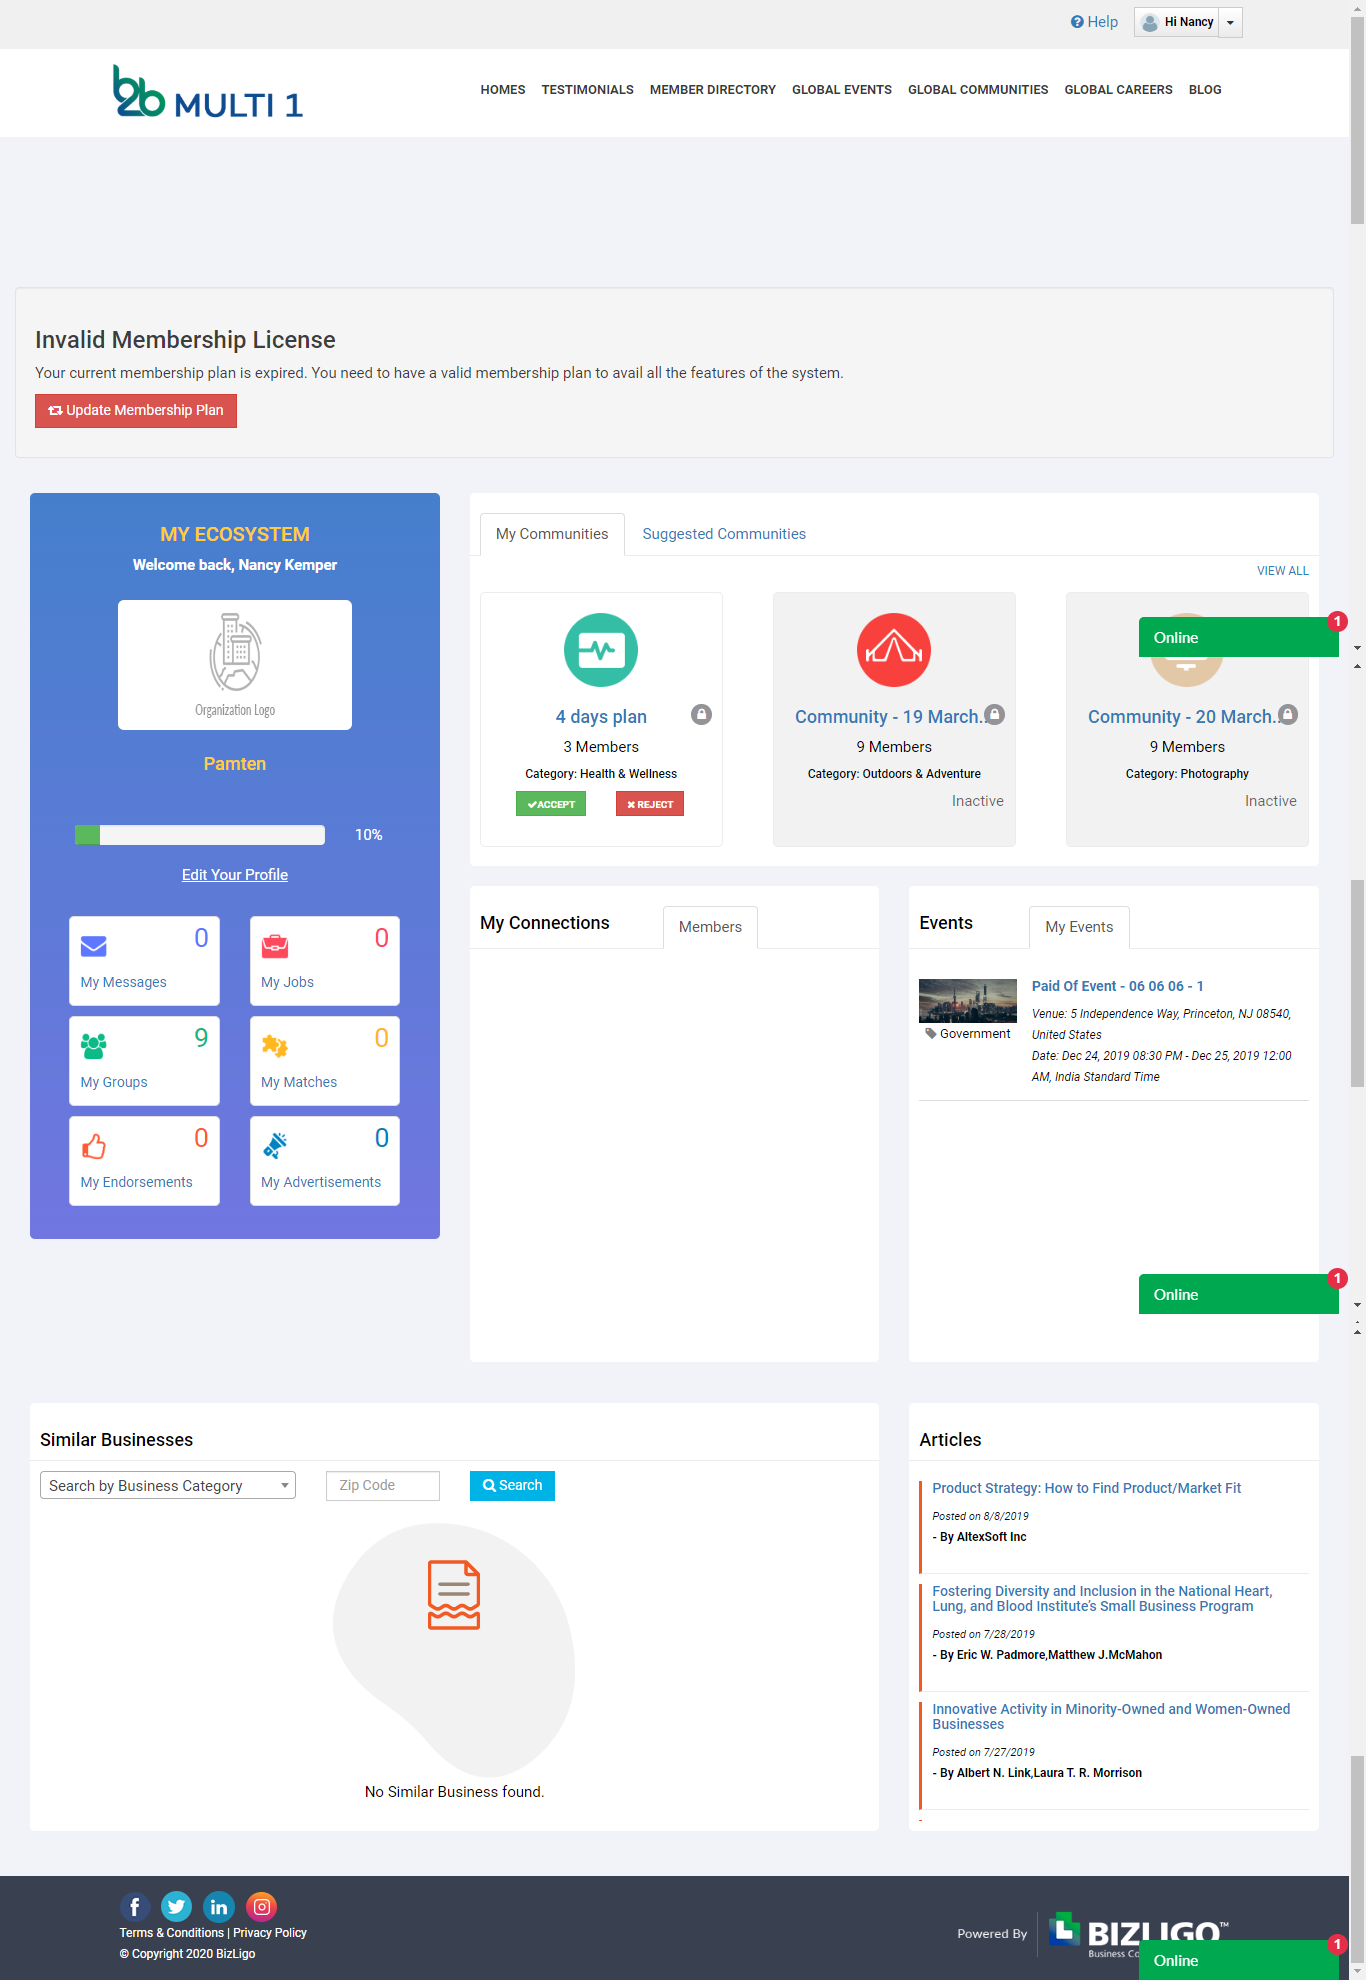 Help
Hi Nancy
b2b MULTI 1
HOMES TESTIMONIALS MEMBER DIRECTORY GLOBAL EVENTS GLOBAL COMMUNITIES GLOBAL CAREERS BLOG
Invalid Membership License
Your current membership plan is expired. You need to have a valid membership plan to avail all the features of the system.
Update Membership Plan
MY ECOSYSTEM
Welcome back, Nancy Kemper
Organization Logo
Pamten
10%
Edit Your Profile
0
My Messages
0
My Jobs
9
My Groups
0
My Matches
0
My Endorsements
0
My Advertisements
My Communities
Suggested Communities
VIEW ALL
4 days plan
3 Members
Category: Health & Wellness
ACCEPT
REJECT
Community - 19 March..
9 Members
Category: Outdoors & Adventure
Inactive
Community - 20 March..
9 Members
Category: Photography
Inactive
Online
1
My Connections
Members
Events
My Events
Government
Paid Of Event - 06 06 06 - 1
Venue: 5 Independence Way, Princeton, NJ 08540,
United States
Date: Dec 24, 2019 08:30 PM - Dec 25, 2019 12:00
AM, India Standard Time
Online
1
Similar Businesses
Search by Business Category
Zip Code
Search
No Similar Business found.
Articles
Product Strategy: How to Find Product/Market Fit
Posted on 8/8/2019
- By AltexSoft Inc
Fostering Diversity and Inclusion in the National Heart,
Lung, and Blood Institute's Small Business Program
Posted on 7/28/2019
- By Eric W. Padmore,Matthew J.McMahon
Innovative Activity in Minority-Owned and Women-Owned
Businesses
Posted on 7/27/2019
- By Albert N. Link,Laura T. R. Morrison
Terms & Conditions | Privacy Policy
© Copyright 2020 BizLigo
Powered By
BIZLIGO™
Business
Online
1